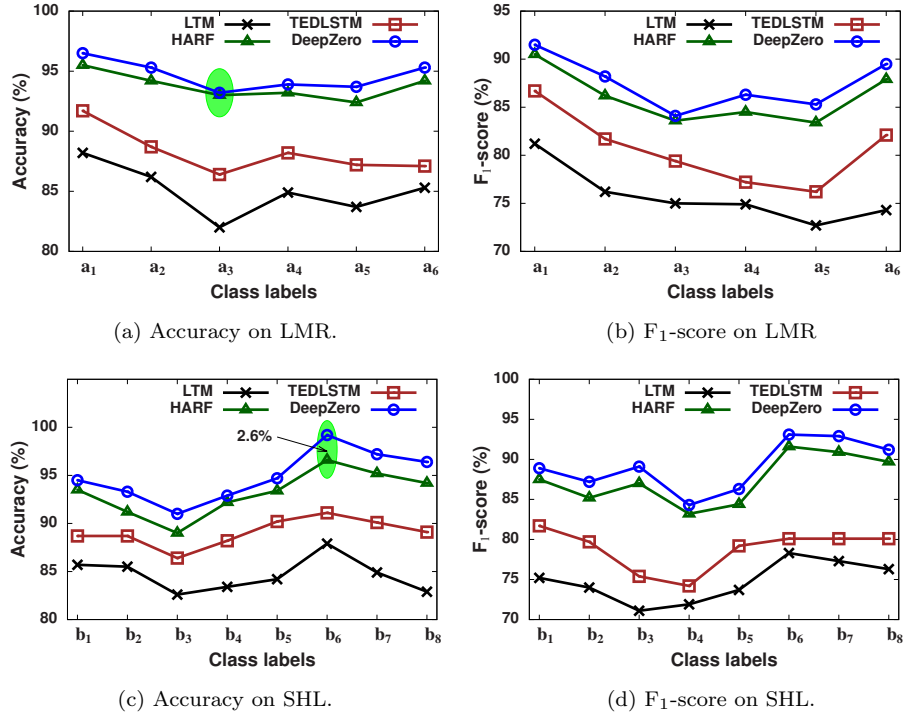 LTM TEDLSTM
HARF DeepZero
Accuracy (%)
100
95
90
85
80
a1 a2 a3 a4 a5 a6
Class labels
(a) Accuracy on LMR.
LTM TEDLSTM
HARF DeepZero
F1-score (%)
95
90
85
80
75
70
a1 a2 a3 a4 a5 a6
Class labels
(b) F1-score on LMR
LTM TEDLSTM
HARF DeepZero
2.6%
Accuracy (%)
100
95
90
85
80
b1 b2 b3 b4 b5 b6 b7 b8
Class labels
(c) Accuracy on SHL.
LTM TEDLSTM
HARF DeepZero
F1-score (%)
100
95
90
85
80
75
70
b1 b2 b3 b4 b5 b6 b7 b8
Class labels
(d) F1-score on SHL.